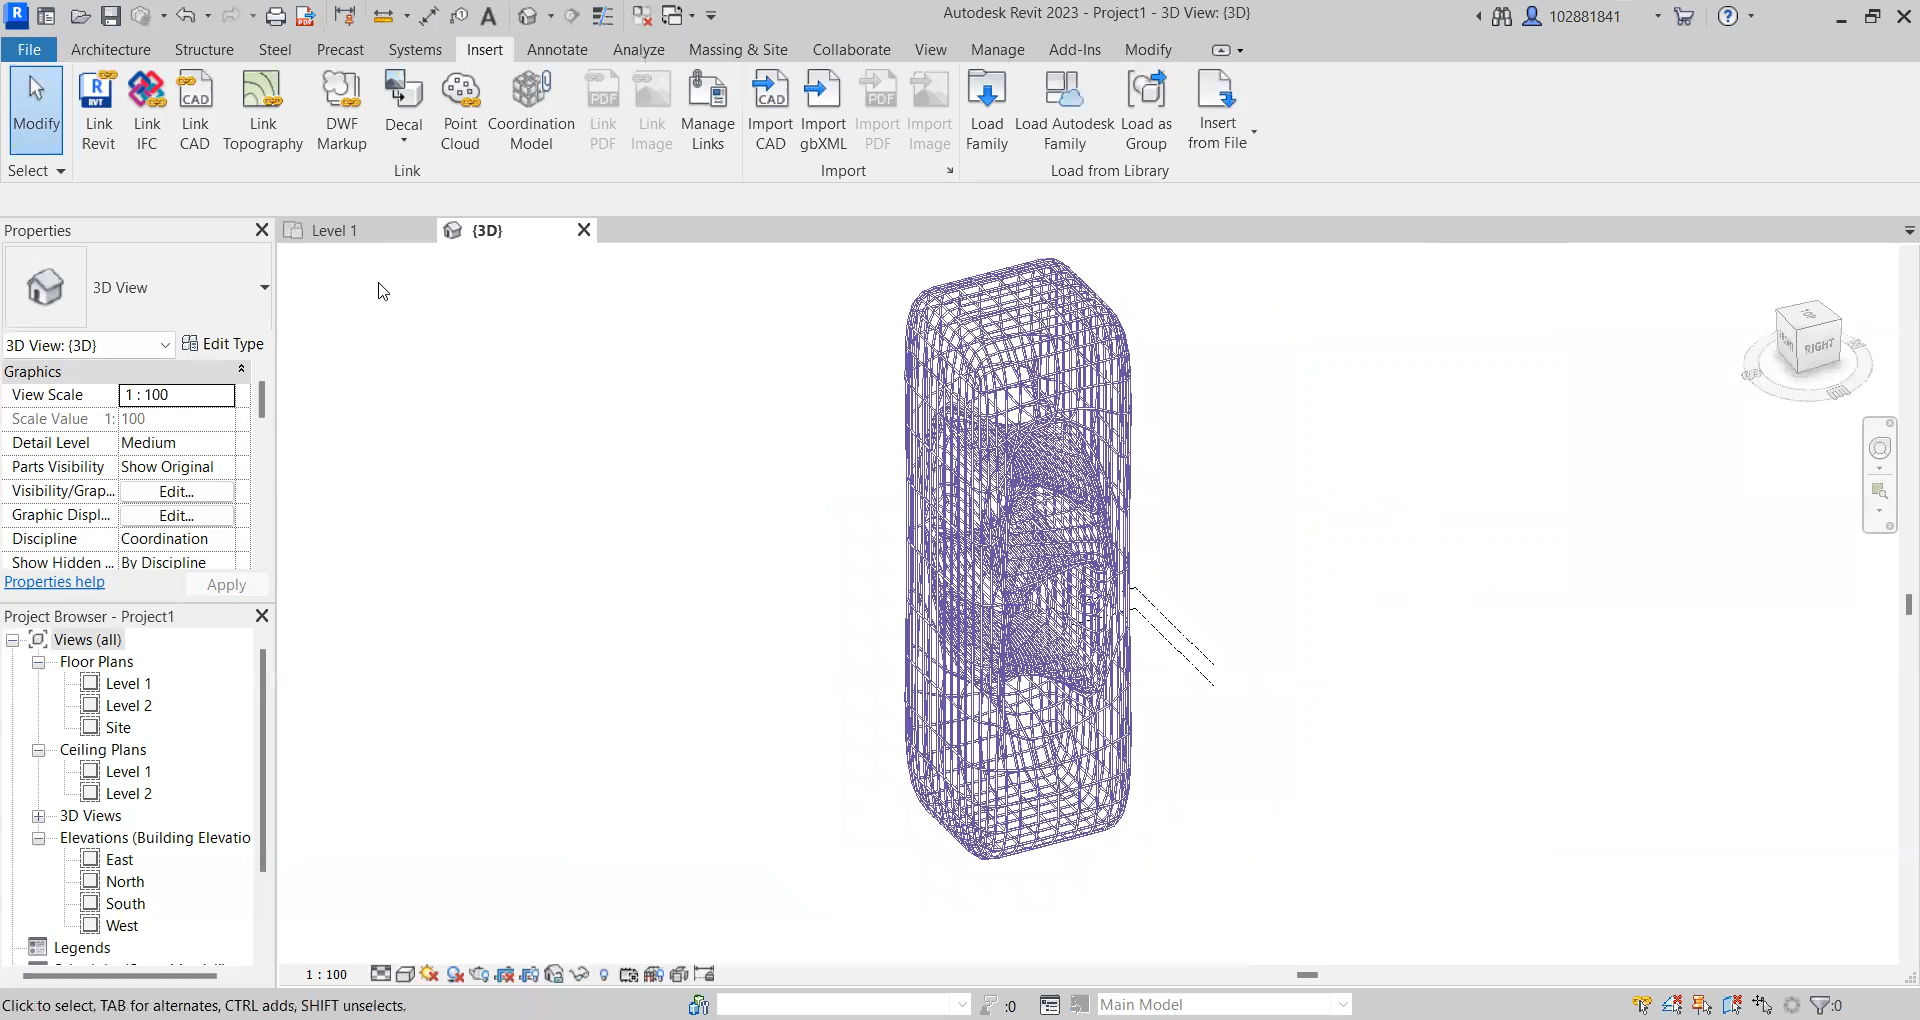 Autodesk Revit 2023 - Project1 - 3D View: {3D}
102881841
File Architecture Structure Steel Precast Systems Insert Annotate Analyze Massing & Site Collaborate View Manage Add-Ins Modify
Modify
Link Revit
Link IFC
Link CAD
Link Topography
DWF Markup
Decal
Point Cloud
Coordination Model
Link PDF
Link Image
Manage Links
Import CAD
Import gbXML
Import PDF
Import Image
Load Family
Load Autodesk Family
Load as Group
Insert from File
Select
Link
Import
Load from Library
Properties
Level 1
{3D}
3D View
3D View: {3D}
Edit Type
Graphics
View Scale 1 : 100
Scale Value 1: 100
Detail Level Medium
Parts Visibility Show Original
Visibility/Grap... Edit...
Graphic Displ... Edit...
Discipline Coordination
Show Hidden ... By Discipline
Properties help
Apply
Project Browser - Project1
Views (all)
Floor Plans
Level 1
Level 2
Site
Ceiling Plans
Level 1
Level 2
3D Views
Elevations (Building Elevatio
East
North
South
West
Legends
TOP
RIGHT
1 : 100
Click to select, TAB for alternates, CTRL adds, SHIFT unselects.
:0
Main Model
:0